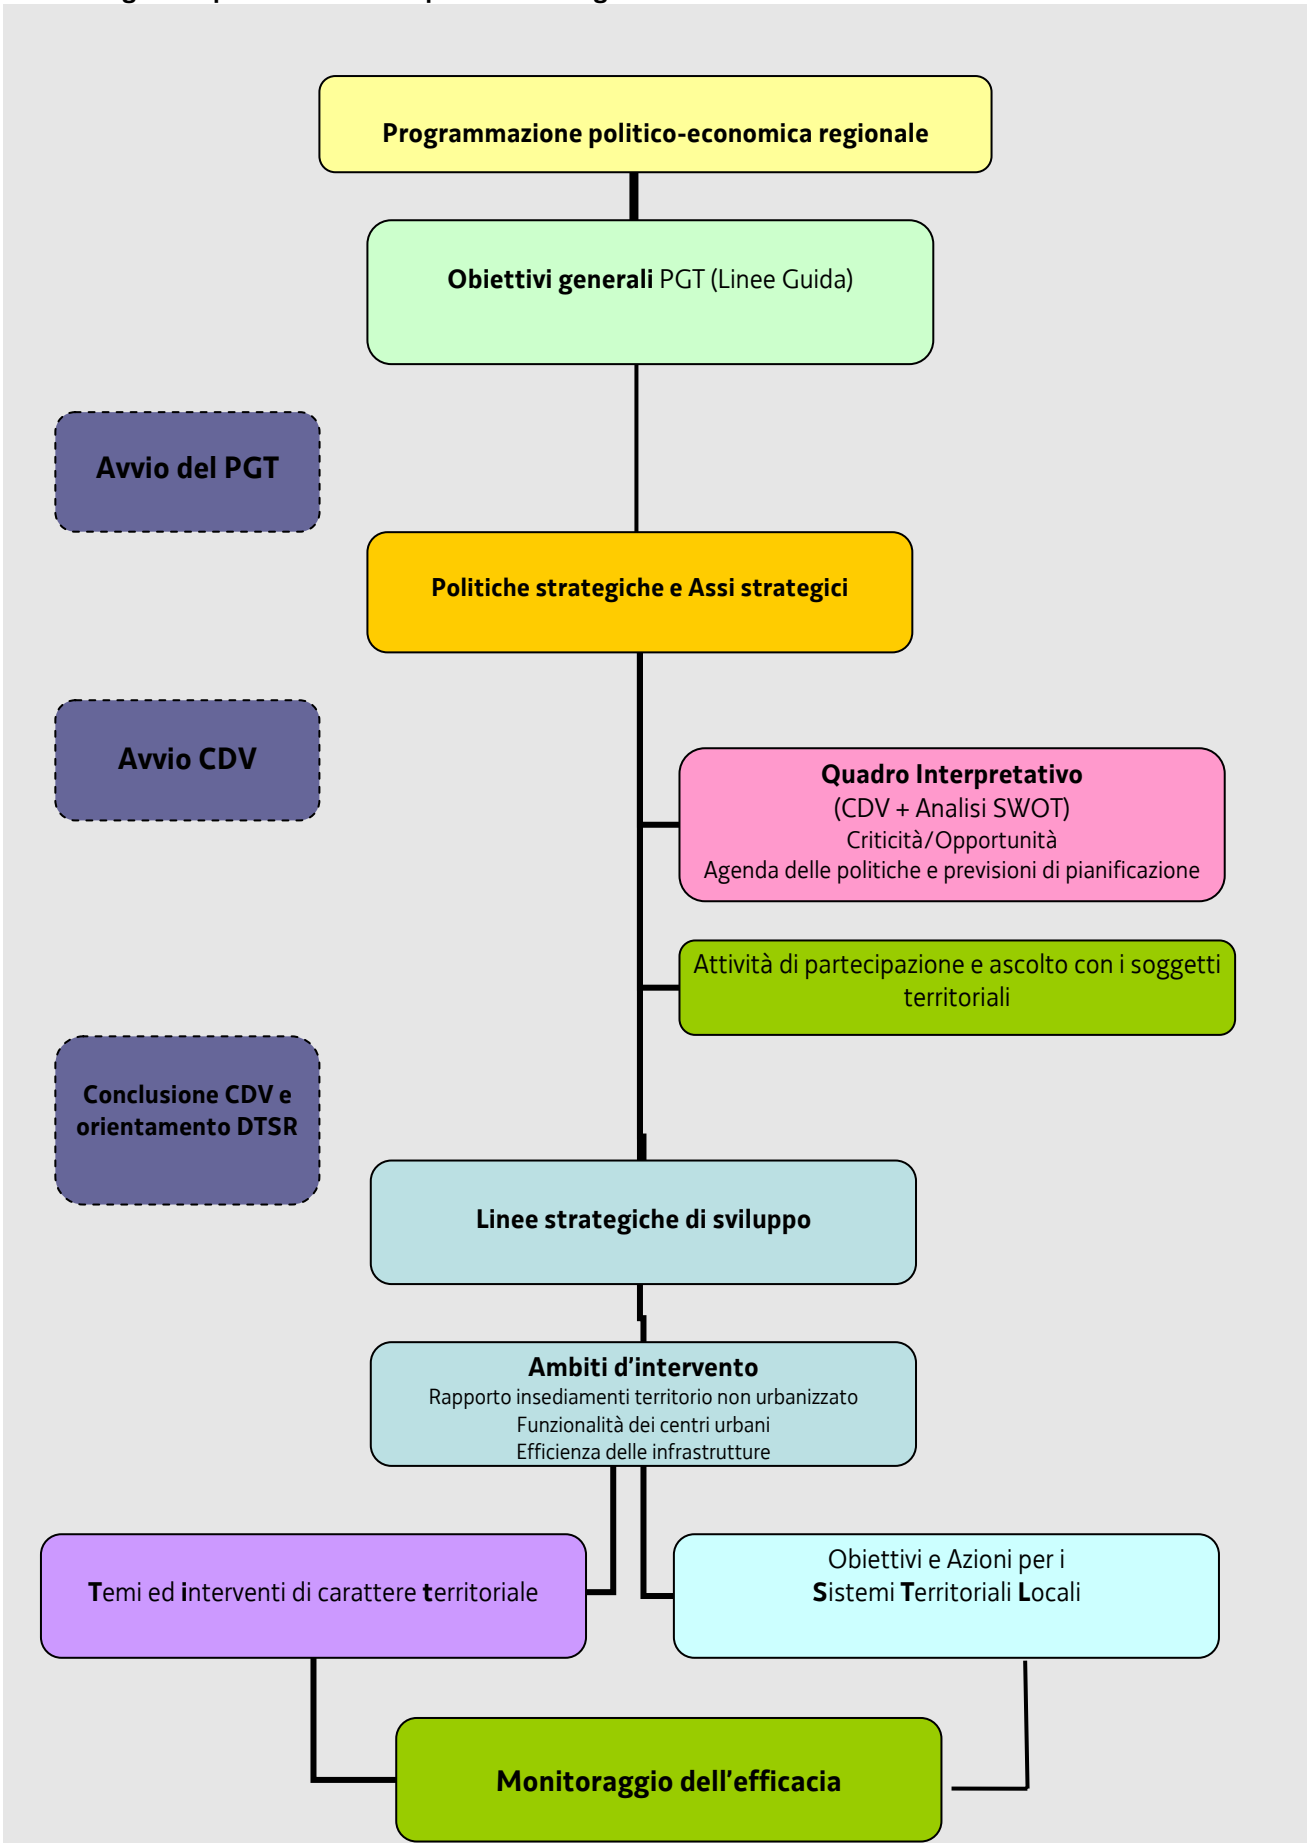 Programmazione politico-economica regionale
Obiettivi generali PGT (Linee Guida)
Avvio del PGT
Politiche strategiche e Assi strategici
Avvio CDV
Quadro Interpretativo
(CDV + Analisi SWOT)
Criticità/Opportunità
Agenda delle politiche e previsioni di pianificazione
Attività di partecipazione e ascolto con i soggetti
territoriali
Conclusione CDV e
orientamento DTSR
Linee strategiche di sviluppo
Ambiti d'intervento
Rapporto insediamenti territorio non urbanizzato
Funzionalità dei centri urbani
Efficienza delle infrastrutture
Temi ed interventi di carattere territoriale
Obiettivi e Azioni per i
Sistemi Territoriali Locali
Monitoraggio dell'efficacia